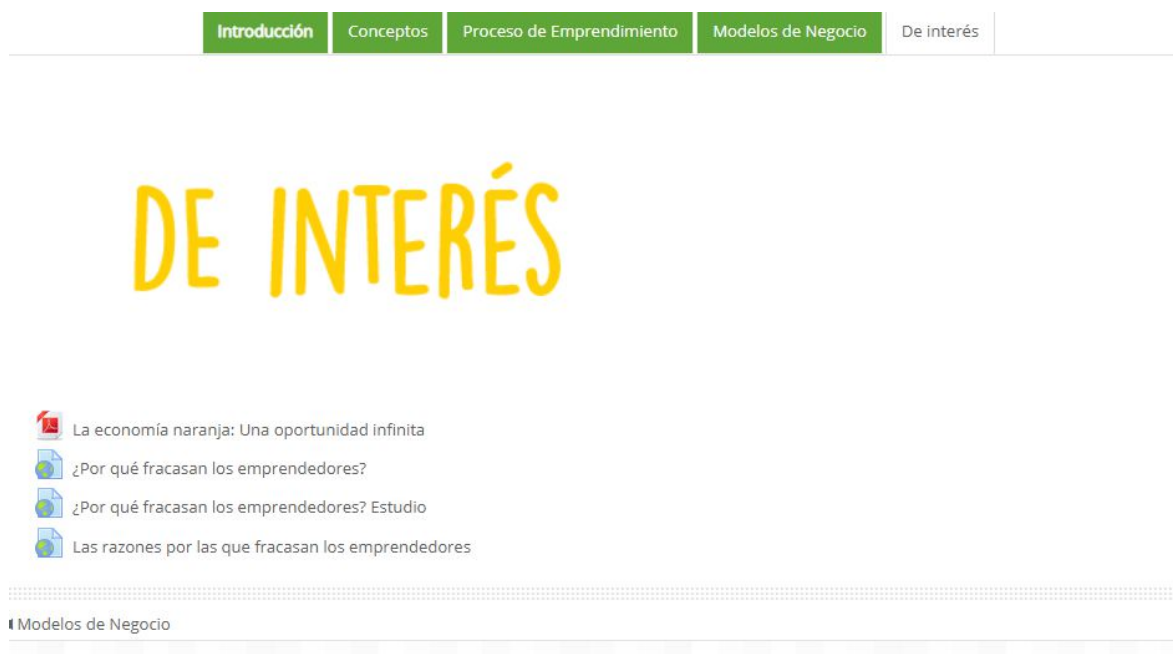 Introducción Conceptos Proceso de Emprendimiento Modelos de Negocio De interés
DE INTERÉS
La economía naranja: Una oportunidad infinita
¿Por qué fracasan los emprendedores?
¿Por qué fracasan los emprendedores? Estudio
Las razones por las que fracasan los emprendedores
Modelos de Negocio